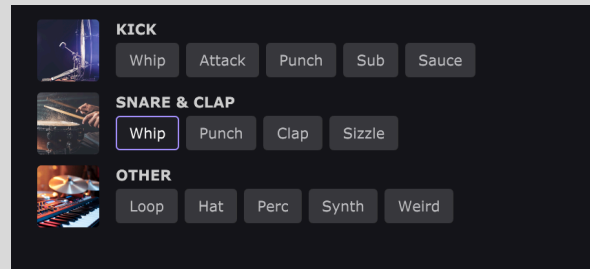 KICK
Whip Attack Punch Sub Sauce
SNARE & CLAP
Whip Punch Clap Sizzle
OTHER
Loop Hat Perc Synth Weird